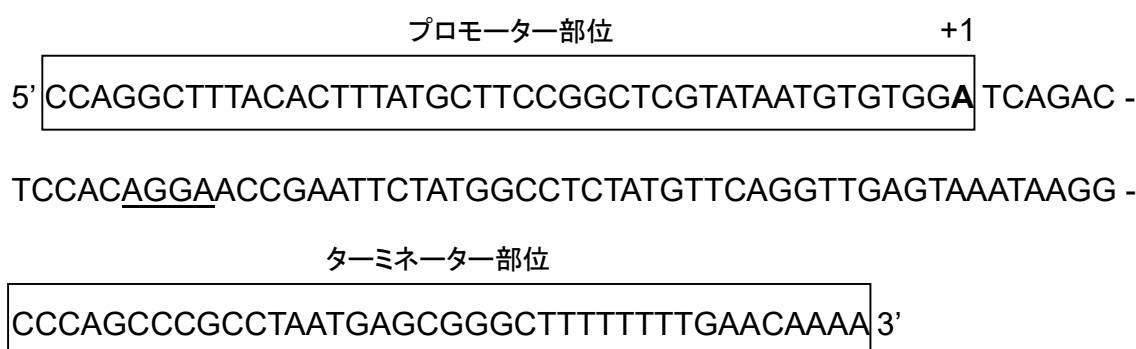 プロモーター部位 +1
5’ CCAGGCTTTACACTTTATGCTTCCGGCTCGTATAATGTGTGGA TCAGAC -
TCCACAGGAACCGAATTCTATGGCCTCTATGTTCAGGTTGAGTAAATAAGG -
ターミネーター部位
CCCAGCCCGCCTAATGAGCGGGCTTTTTTTTGAACAAAA 3’